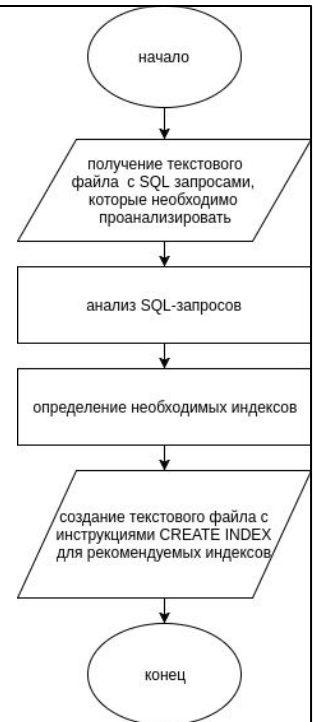 начало
получение текстового
файла с SQL запросами,
которые необходимо
проанализировать
анализ SQL-запросов
определение необходимых индексов
создание текстового файла с
инструкциями CREATE INDEX
для рекомендуемых индексов
конец